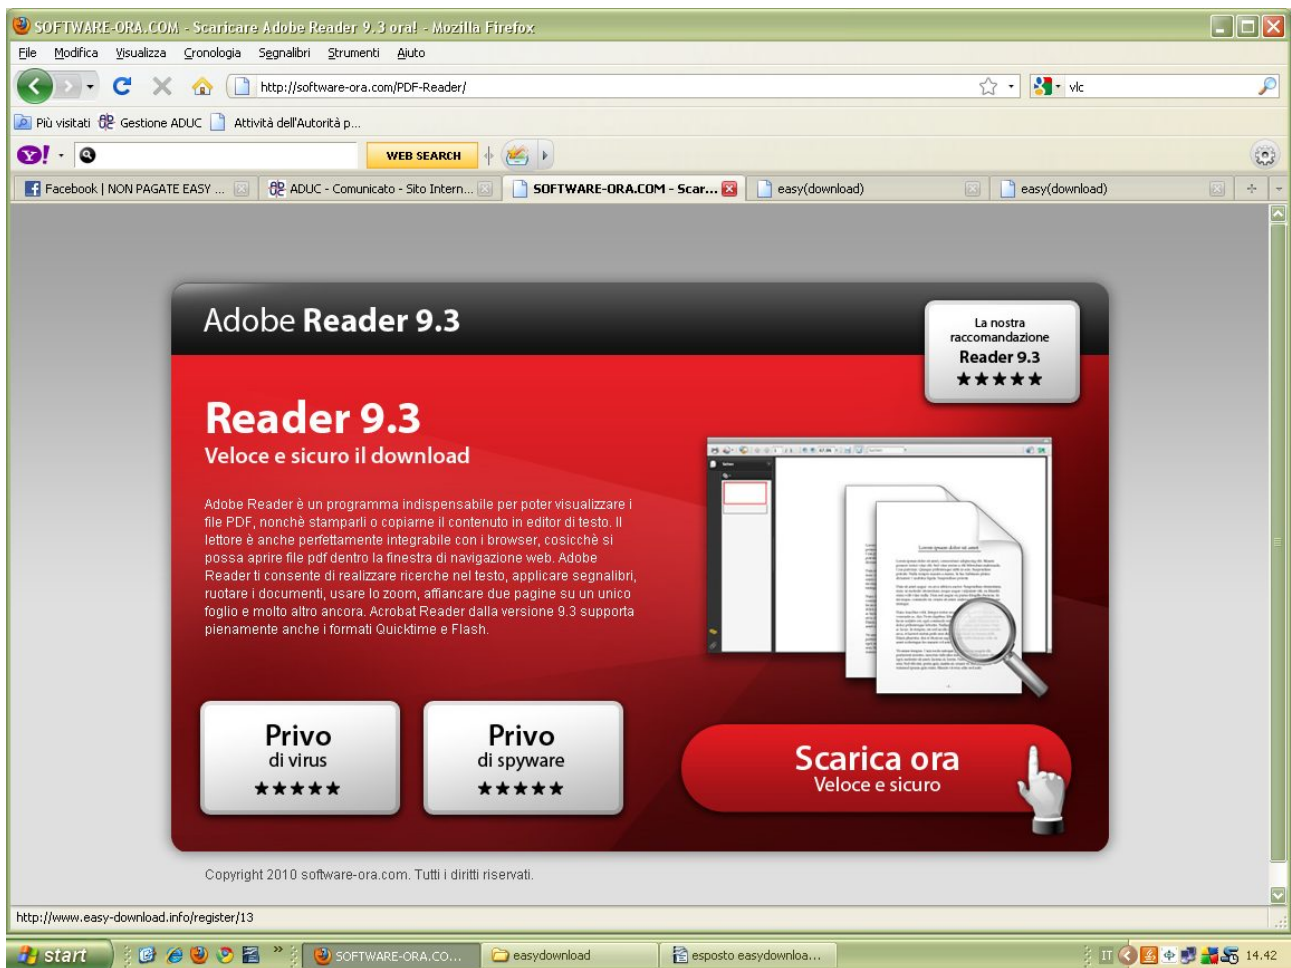 SOFTWARE-ORA.COM - Scaricare Adobe Reader 9.3 ora! - Mozilla Firefox
File Modifica Visualizza Cronologia Segnalibri Strumenti Aiuto
http://software-ora.com/PDF-Reader/
vlc
Più visitati Gestione ADUC Attività dell'Autorità p...
Y! WEB SEARCH
Facebook | NON PAGATE EASY ... ADUC - Comunicato - Sito Intern... SOFTWARE-ORA.COM - Scar... easy(download) easy(download)
Adobe Reader 9.3
La nostra
raccomandazione
Reader 9.3
Reader 9.3
Veloce e sicuro il download
Adobe Reader è un programma indispensabile per poter visualizzare i
file PDF, nonchè stamparli o copiarne il contenuto in editor di testo. Il
lettore è anche perfettamente integrabile con i browser, cosicchè si
possa aprire file pdf dentro la finestra di navigazione web. Adobe
Reader ti consente di realizzare ricerche nel testo, applicare segnalibri,
ruotare i documenti, usare lo zoom, affiancare due pagine su un unico
foglio e molto altro ancora. Acrobat Reader dalla versione 9.3 supporta
pienamente anche i formati Quicktime e Flash.
Lorem ipsum dolor sit amet
Privo
di virus
Privo
di spyware
Scarica ora
Veloce e sicuro
Copyright 2010 software-ora.com. Tutti i diritti riservati.
http://www.easy-download.info/register/13
start SOFTWARE-ORA.CO... easydownload esposto easydownloa... IT 14.42